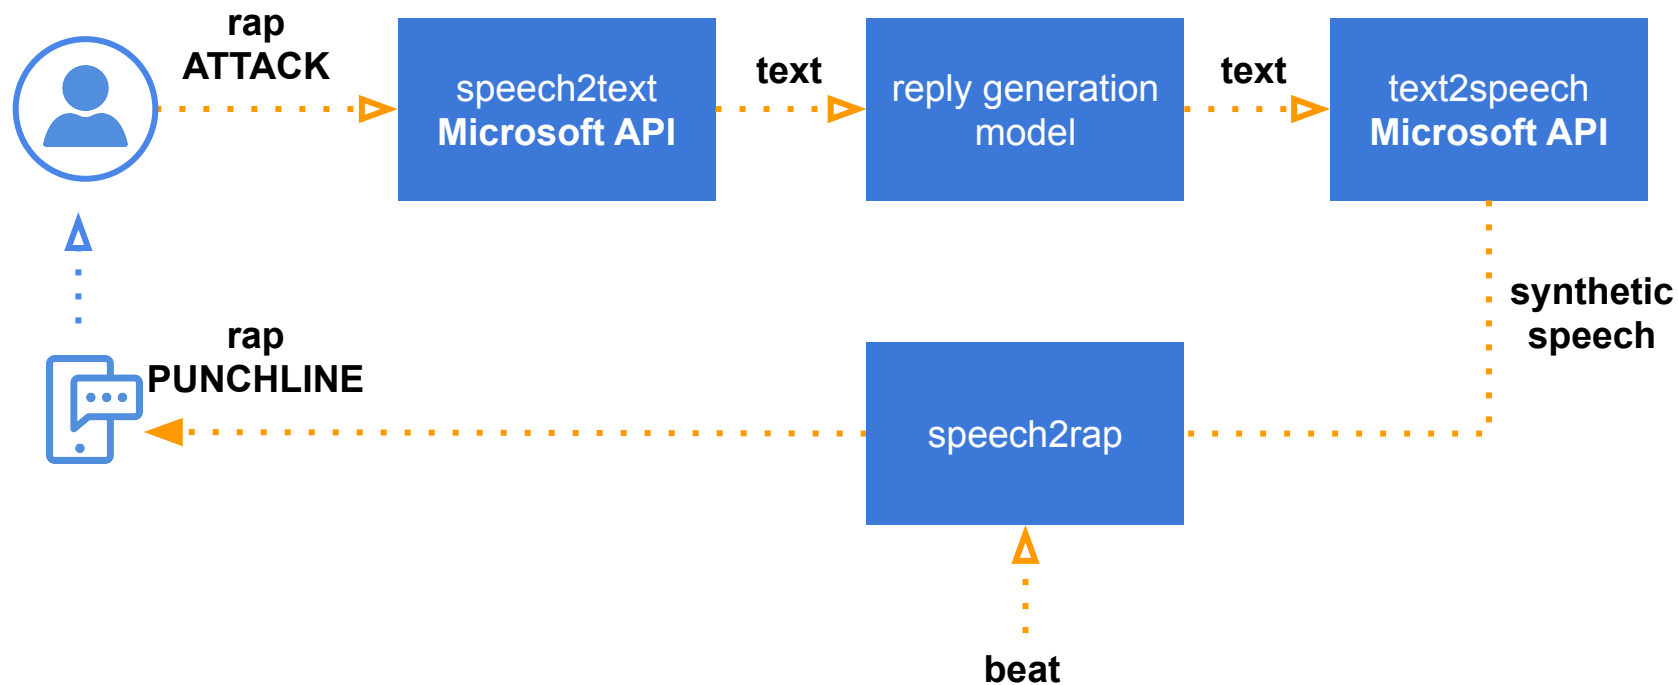 rap
ATTACK
speech2text
Microsoft API
text
reply generation
model
text
text2speech
Microsoft API
synthetic
speech
rap
PUNCHLINE
speech2rap
beat